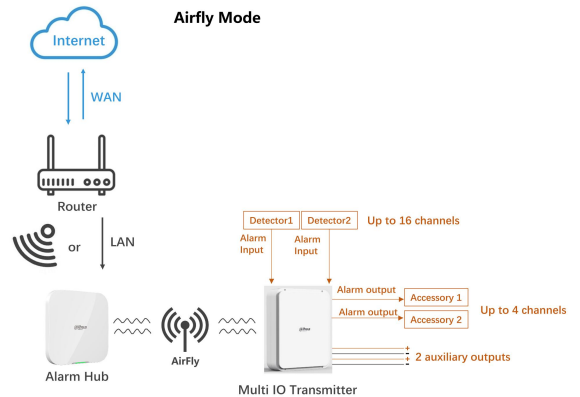 Airfly Mode
Internet
WAN
Router
or
LAN
Detector1
Detector2
Up to 16 channels
Alarm
Input
Alarm
Input
Alarm output
Accessory 1
Alarm output
Accessory 2
Up to 4 channels
+
-
+
-
2 auxiliary outputs
AirFly
Alarm Hub
Multi IO Transmitter